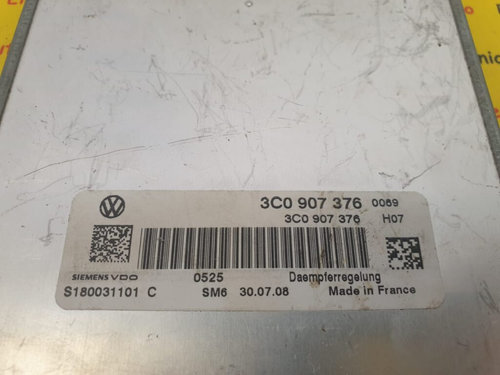 3C0 907 376 0069
3C0 907 376 H07
SIEMENS VDO 0525 Daempferregelung
S180031101 C SM6 30.07.08 Made in France